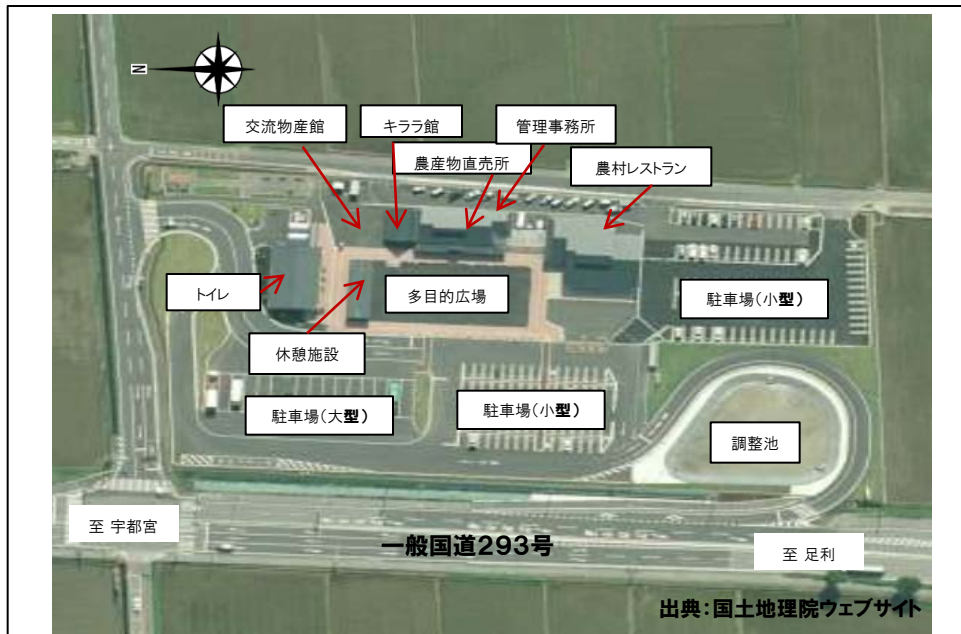 N
交流物産館
キララ館
管理事務所
農産物直売所
農村レストラン
トイレ
多目的広場
駐車場(小型)
休憩施設
駐車場(大型)
駐車場(小型)
調整池
至 宇都宮
一般国道293号
至 足利
出典:国土地理院ウェブサイト